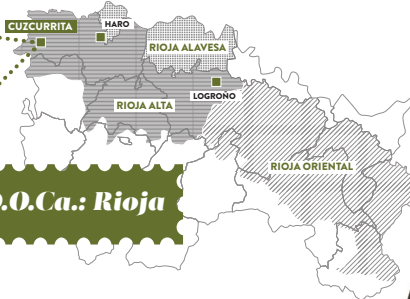 CUZCURRITA
HARO
RIOJA ALAVESA
LOGROÑO
RIOJA ALTA
RIOJA ORIENTAL
.O.Ca.: Rioja